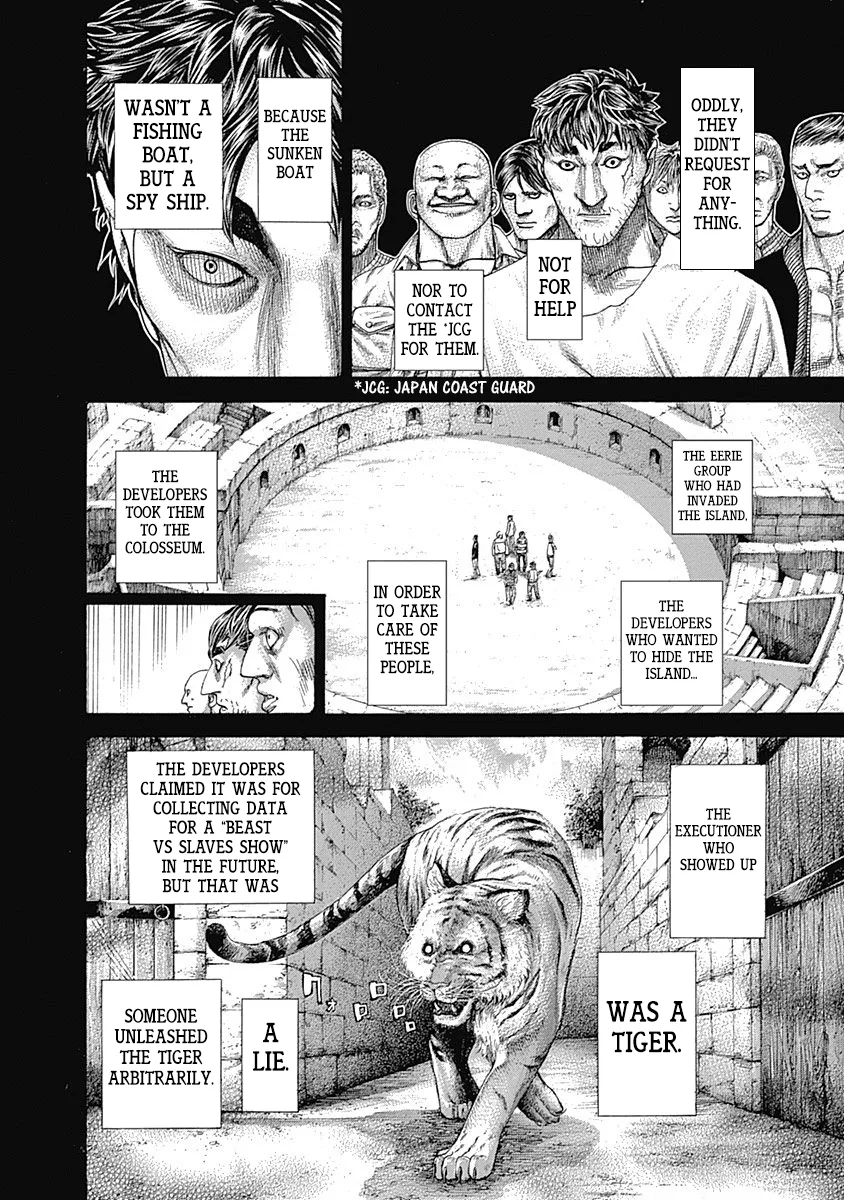 ODDLY,
THEY
DIDN'T
REQUEST
FOR
ANY-
THING.
NOT
FOR
HELP
NOR TO
CONTACT
THE *JCG
FOR THEM.
*JCG: JAPAN COAST GUARD
BECAUSE
THE
SUNKEN
BOAT
WASN'T A
FISHING
BOAT,
BUT A
SPY SHIP.
THE EERIE
GROUP
WHO HAD
INVADED
THE ISLAND.
THE
DEVELOPERS
WHO WANTED
TO HIDE THE
ISLAND...
IN ORDER
TO TAKE
CARE OF
THESE
PEOPLE,
THE
DEVELOPERS
TOOK THEM
TO THE
COLOSSEUM.
THE
EXECUTIONER
WHO
SHOWED UP
WAS A
TIGER.
THE DEVELOPERS
CLAIMED IT WAS FOR
COLLECTING DATA
FOR A "BEAST
VS SLAVES SHOW"
IN THE FUTURE,
BUT THAT WAS
A
LIE.
SOMEONE
UNLEASHED
THE TIGER
ARBITRARILY.